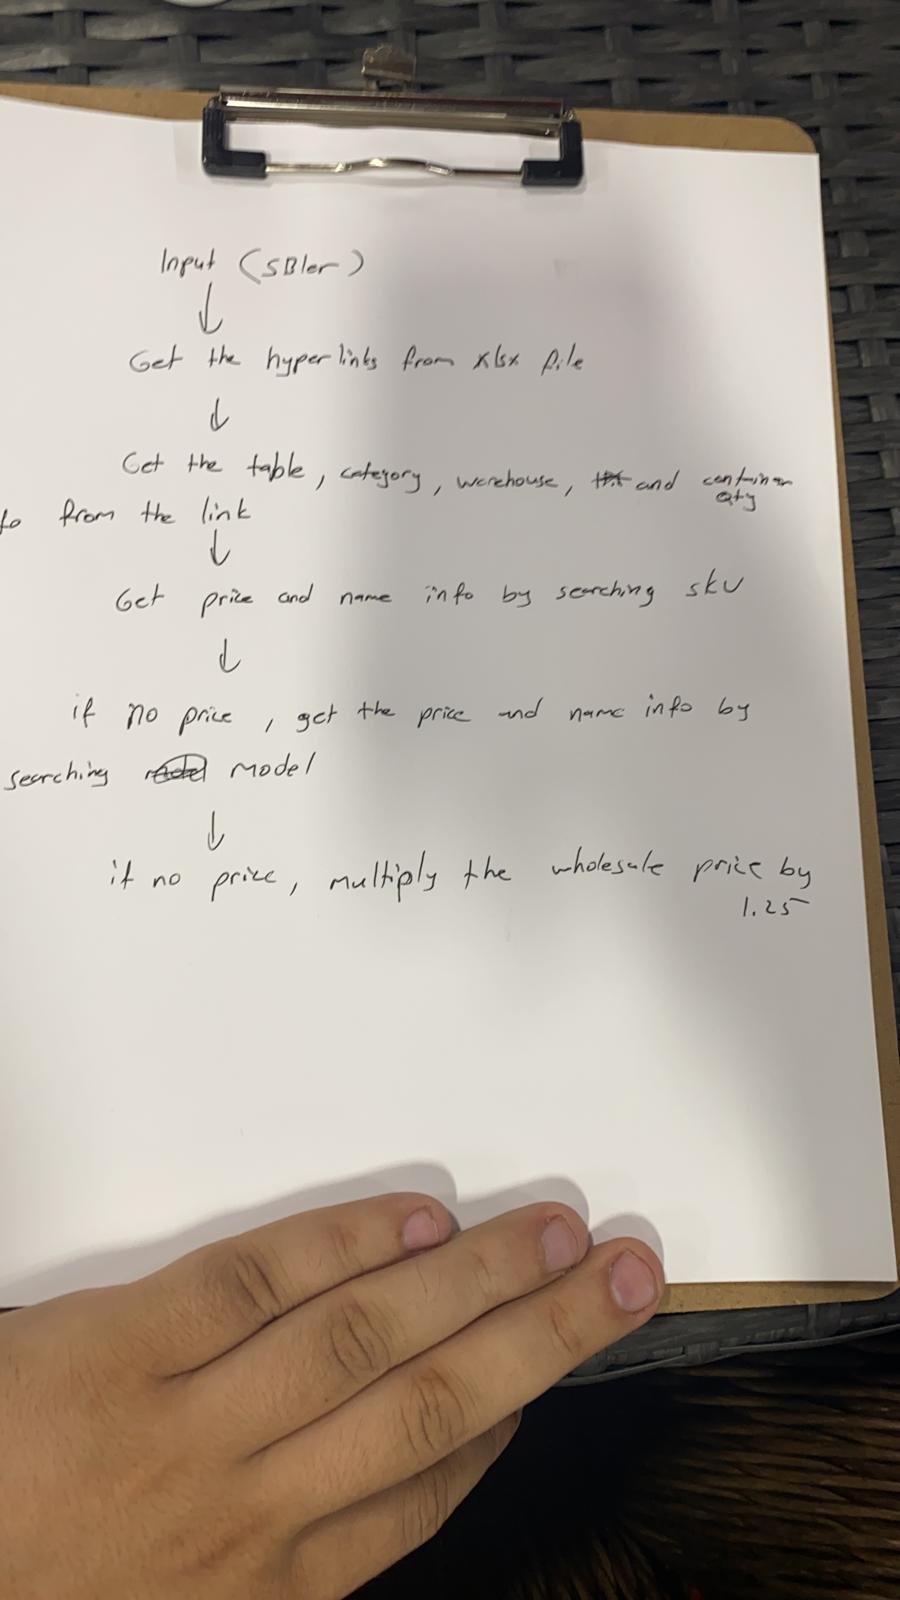 Input (SBler)
↓
Get the hyperlinks from xlsx file
↓
Get the table, category, warehouse, and container
qty
fo from the link
↓
Get price and name info by searching sku
↓
if no price, get the price and name info by
searching model
↓
if no price, multiply the wholesale price by
1.25